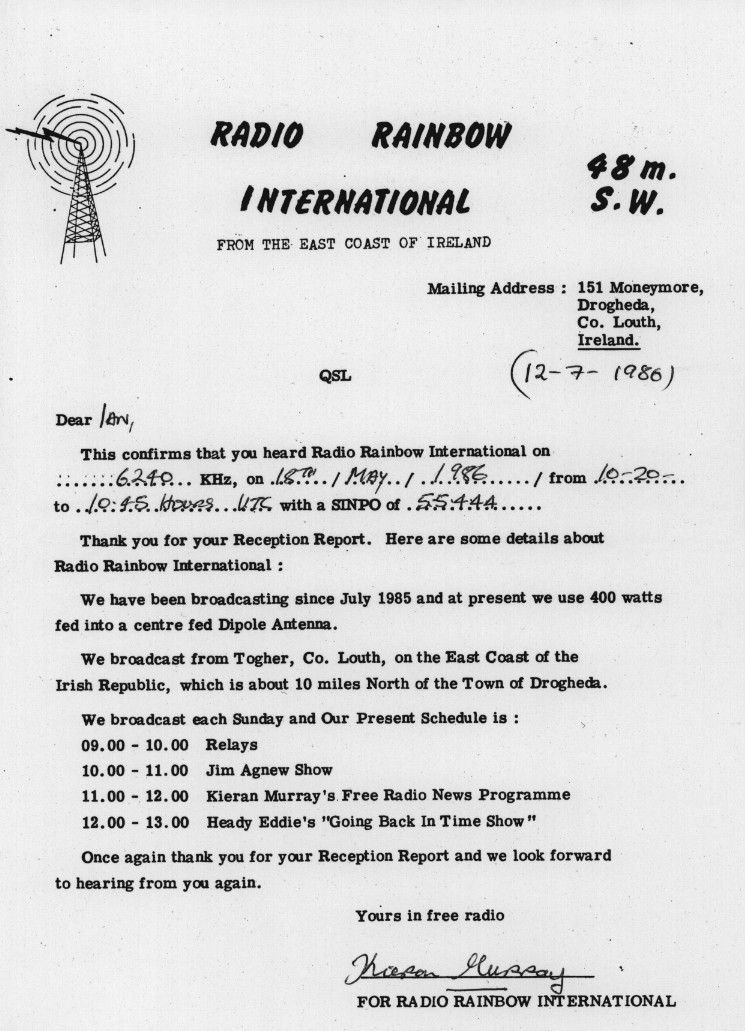 RADIO RAINBOW
INTERNATIONAL
48 m.
S.W.
FROM THE EAST COAST OF IRELAND
Mailing Address : 151 Moneymore,
Drogheda,
Co. Louth,
Ireland.
QSL
(12-7-1986)
Dear IAN,
This confirms that you heard Radio Rainbow International on
.......6240... KHz, on .18TH../MAY../.1986...../ from .10-20-..
to ..10:45.Hours...UTC with a SINPO of .55444......
Thank you for your Reception Report. Here are some details about
Radio Rainbow International :
We have been broadcasting since July 1985 and at present we use 400 watts
fed into a centre fed Dipole Antenna.
We broadcast from Togher, Co. Louth, on the East Coast of the
Irish Republic, which is about 10 miles North of the Town of Drogheda.
We broadcast each Sunday and Our Present Schedule is :
09.00 - 10.00 Relays
10.00 - 11.00 Jim Agnew Show
11.00 - 12.00 Kieran Murray's Free Radio News Programme
12.00 - 13.00 Heady Eddie's "Going Back In Time Show"
Once again thank you for your Reception Report and we look forward
to hearing from you again.
Yours in free radio
Kieran Murray
FOR RADIO RAINBOW INTERNATIONAL